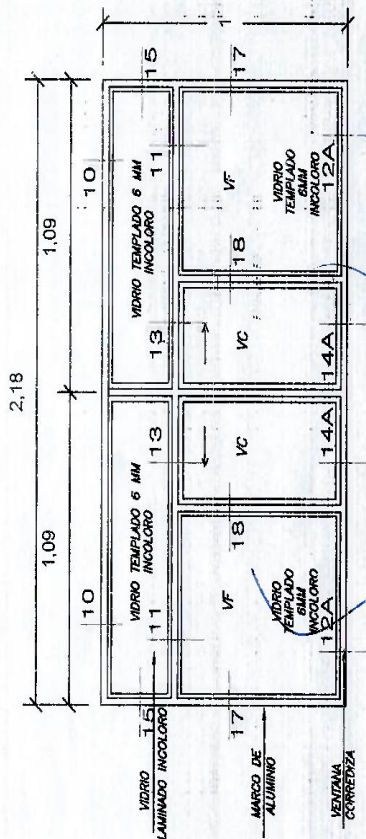 2,18
1,09
1,09
1
10
10
15
VIDRIO TEMPLADO 6 MM
INCOLORO
VIDRIO TEMPLADO 6 MM
INCOLORO
15
11
13
13
11
17
VF
18
VC
VC
18
VF
17
VIDRIO
TEMPLADO
6MM
INCOLORO
12A
14A
14A
VIDRIO
TEMPLADO
6MM
INCOLORO
12A
VIDRIO
LAMINADO INCOLORO
MARCO DE
ALUMINIO
VENTANA
CORREDIZA